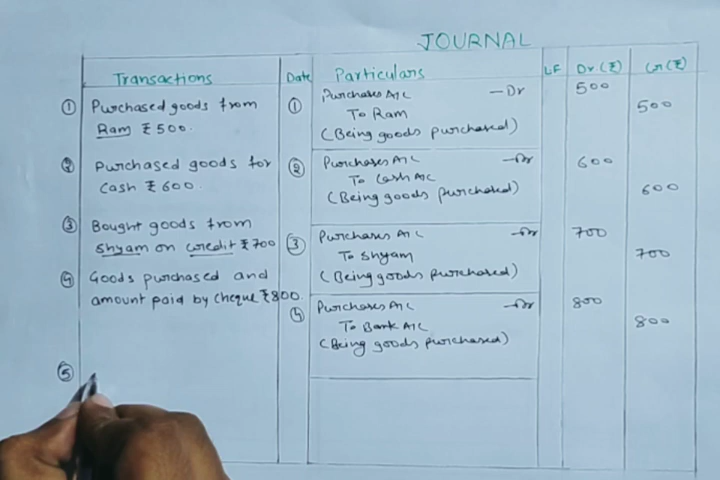 JOURNAL
Transactions Date Particulars LF Dr (₹) Cr (₹)
① Purchased goods from
Ram ₹500.
② Purchased goods for
Cash ₹600.
③ Bought goods from
Shyam on credit ₹700
④ Goods purchased and
amount paid by cheque ₹800.
⑤
① Purchases A/c — Dr 500
To Ram 500
(Being goods purchased)
② Purchases A/c — Dr 600
To Cash A/c 600
(Being goods purchased)
③ Purchases A/c — Dr 700
To Shyam 700
(Being goods purchased)
④ Purchases A/c — Dr 800
To Bank A/c 800
(Being goods purchased)